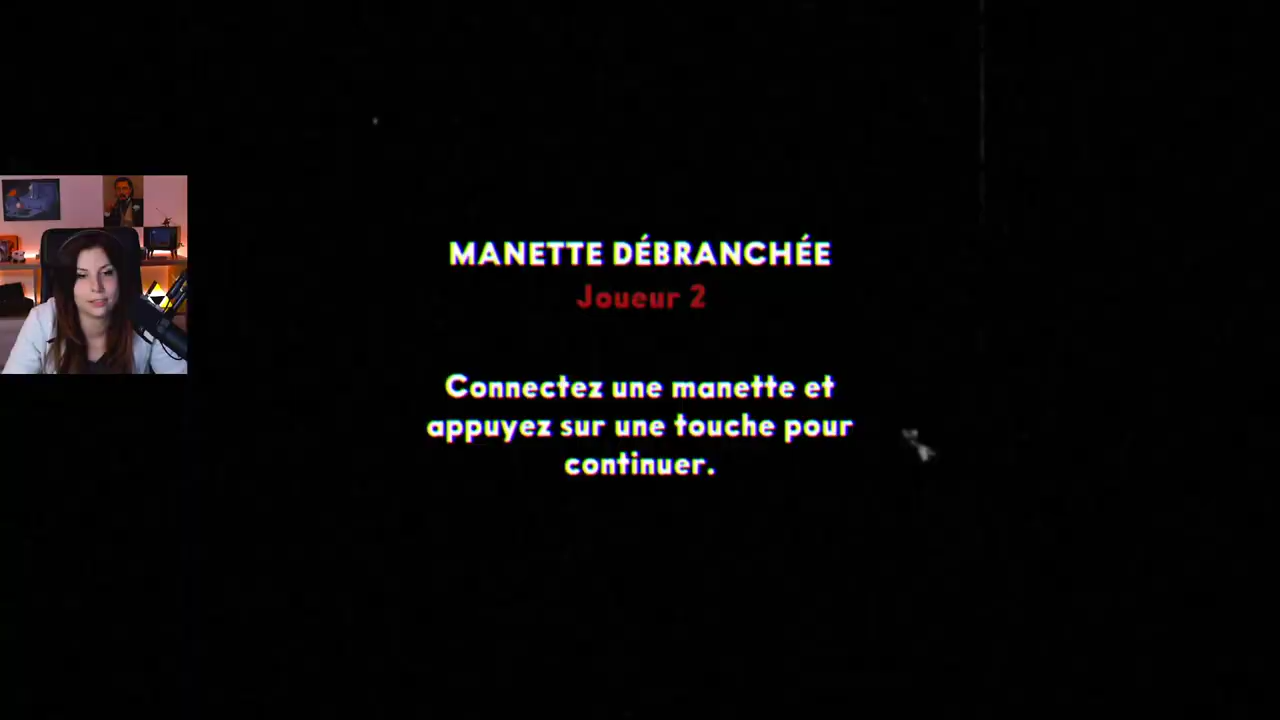 MANETTE DÉBRANCHÉE
Joueur 2
Connectez une manette et
appuyez sur une touche pour
continuer.